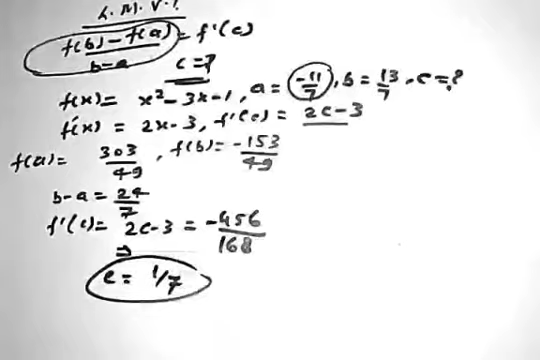 L.M.V.T.
f(b)-f(a)/b-a = f'(c)
c=?
f(x)= x²-3x-1, a = -11/7, b = 13/7, c=?
f'(x) = 2x-3, f'(c) = 2c-3
f(a)= 303/49, f(b)= -153/49
b-a = 24/7
f'(c)= 2c-3 = -456/168
⇒
c= 1/7